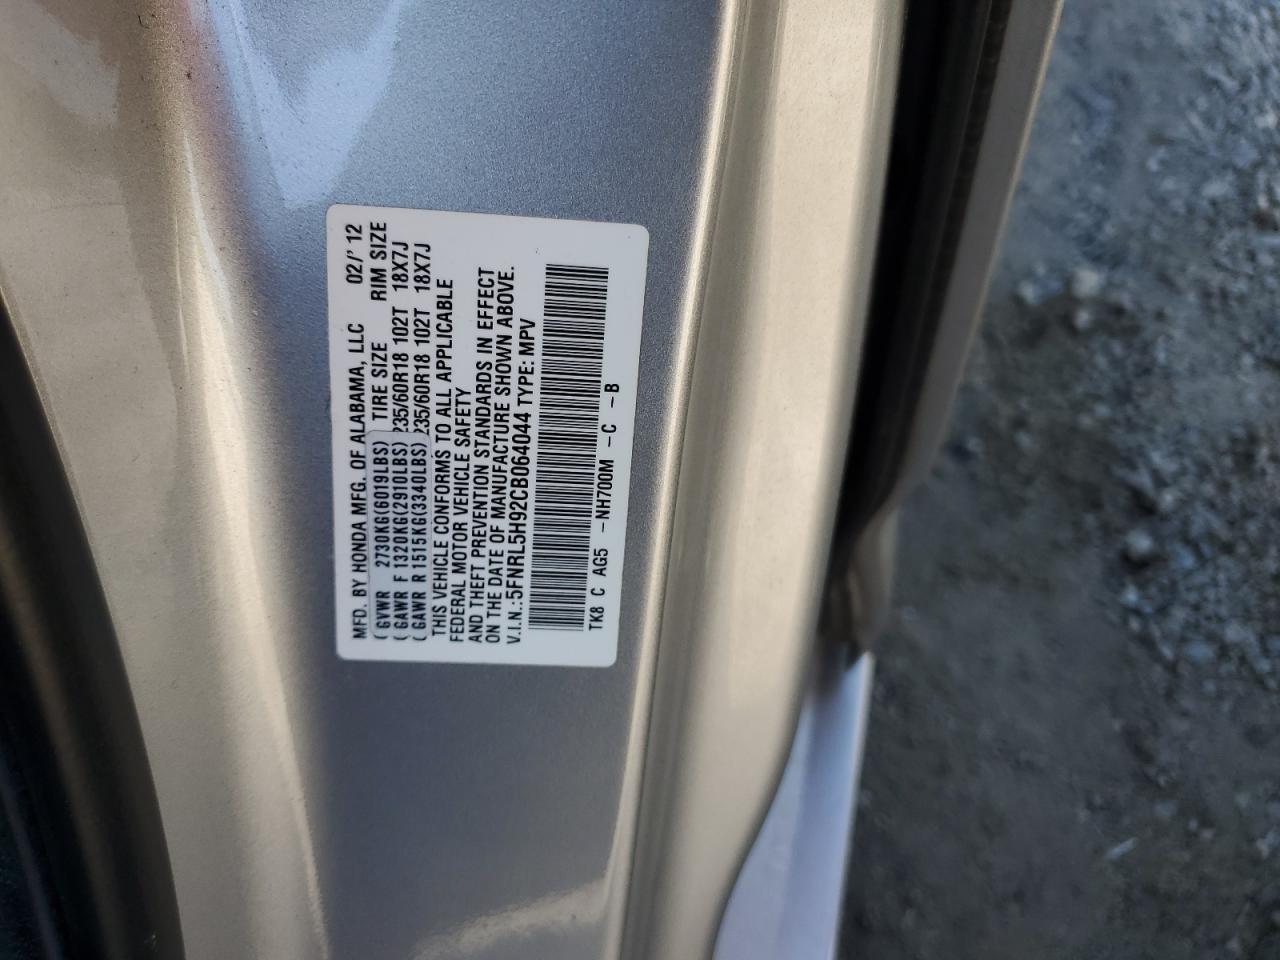 MFD. BY HONDA MFG. OF ALABAMA, LLC 02/' 12
( GVWR 2730KG(6019LBS) TIRE SIZE RIM SIZE
( GAWR F 1320KG(2910LBS) 235/60R18 102T 18X7J
( GAWR R 1515KG(3340LBS) 235/60R18 102T 18X7J
THIS VEHICLE CONFORMS TO ALL APPLICABLE
FEDERAL MOTOR VEHICLE SAFETY
AND THEFT PREVENTION STANDARDS IN EFFECT
ON THE DATE OF MANUFACTURE SHOWN ABOVE.
V.I.N.:5FNRL5H92CB064044 TYPE: MPV
TK8 C AG5 -NH700M -C -B